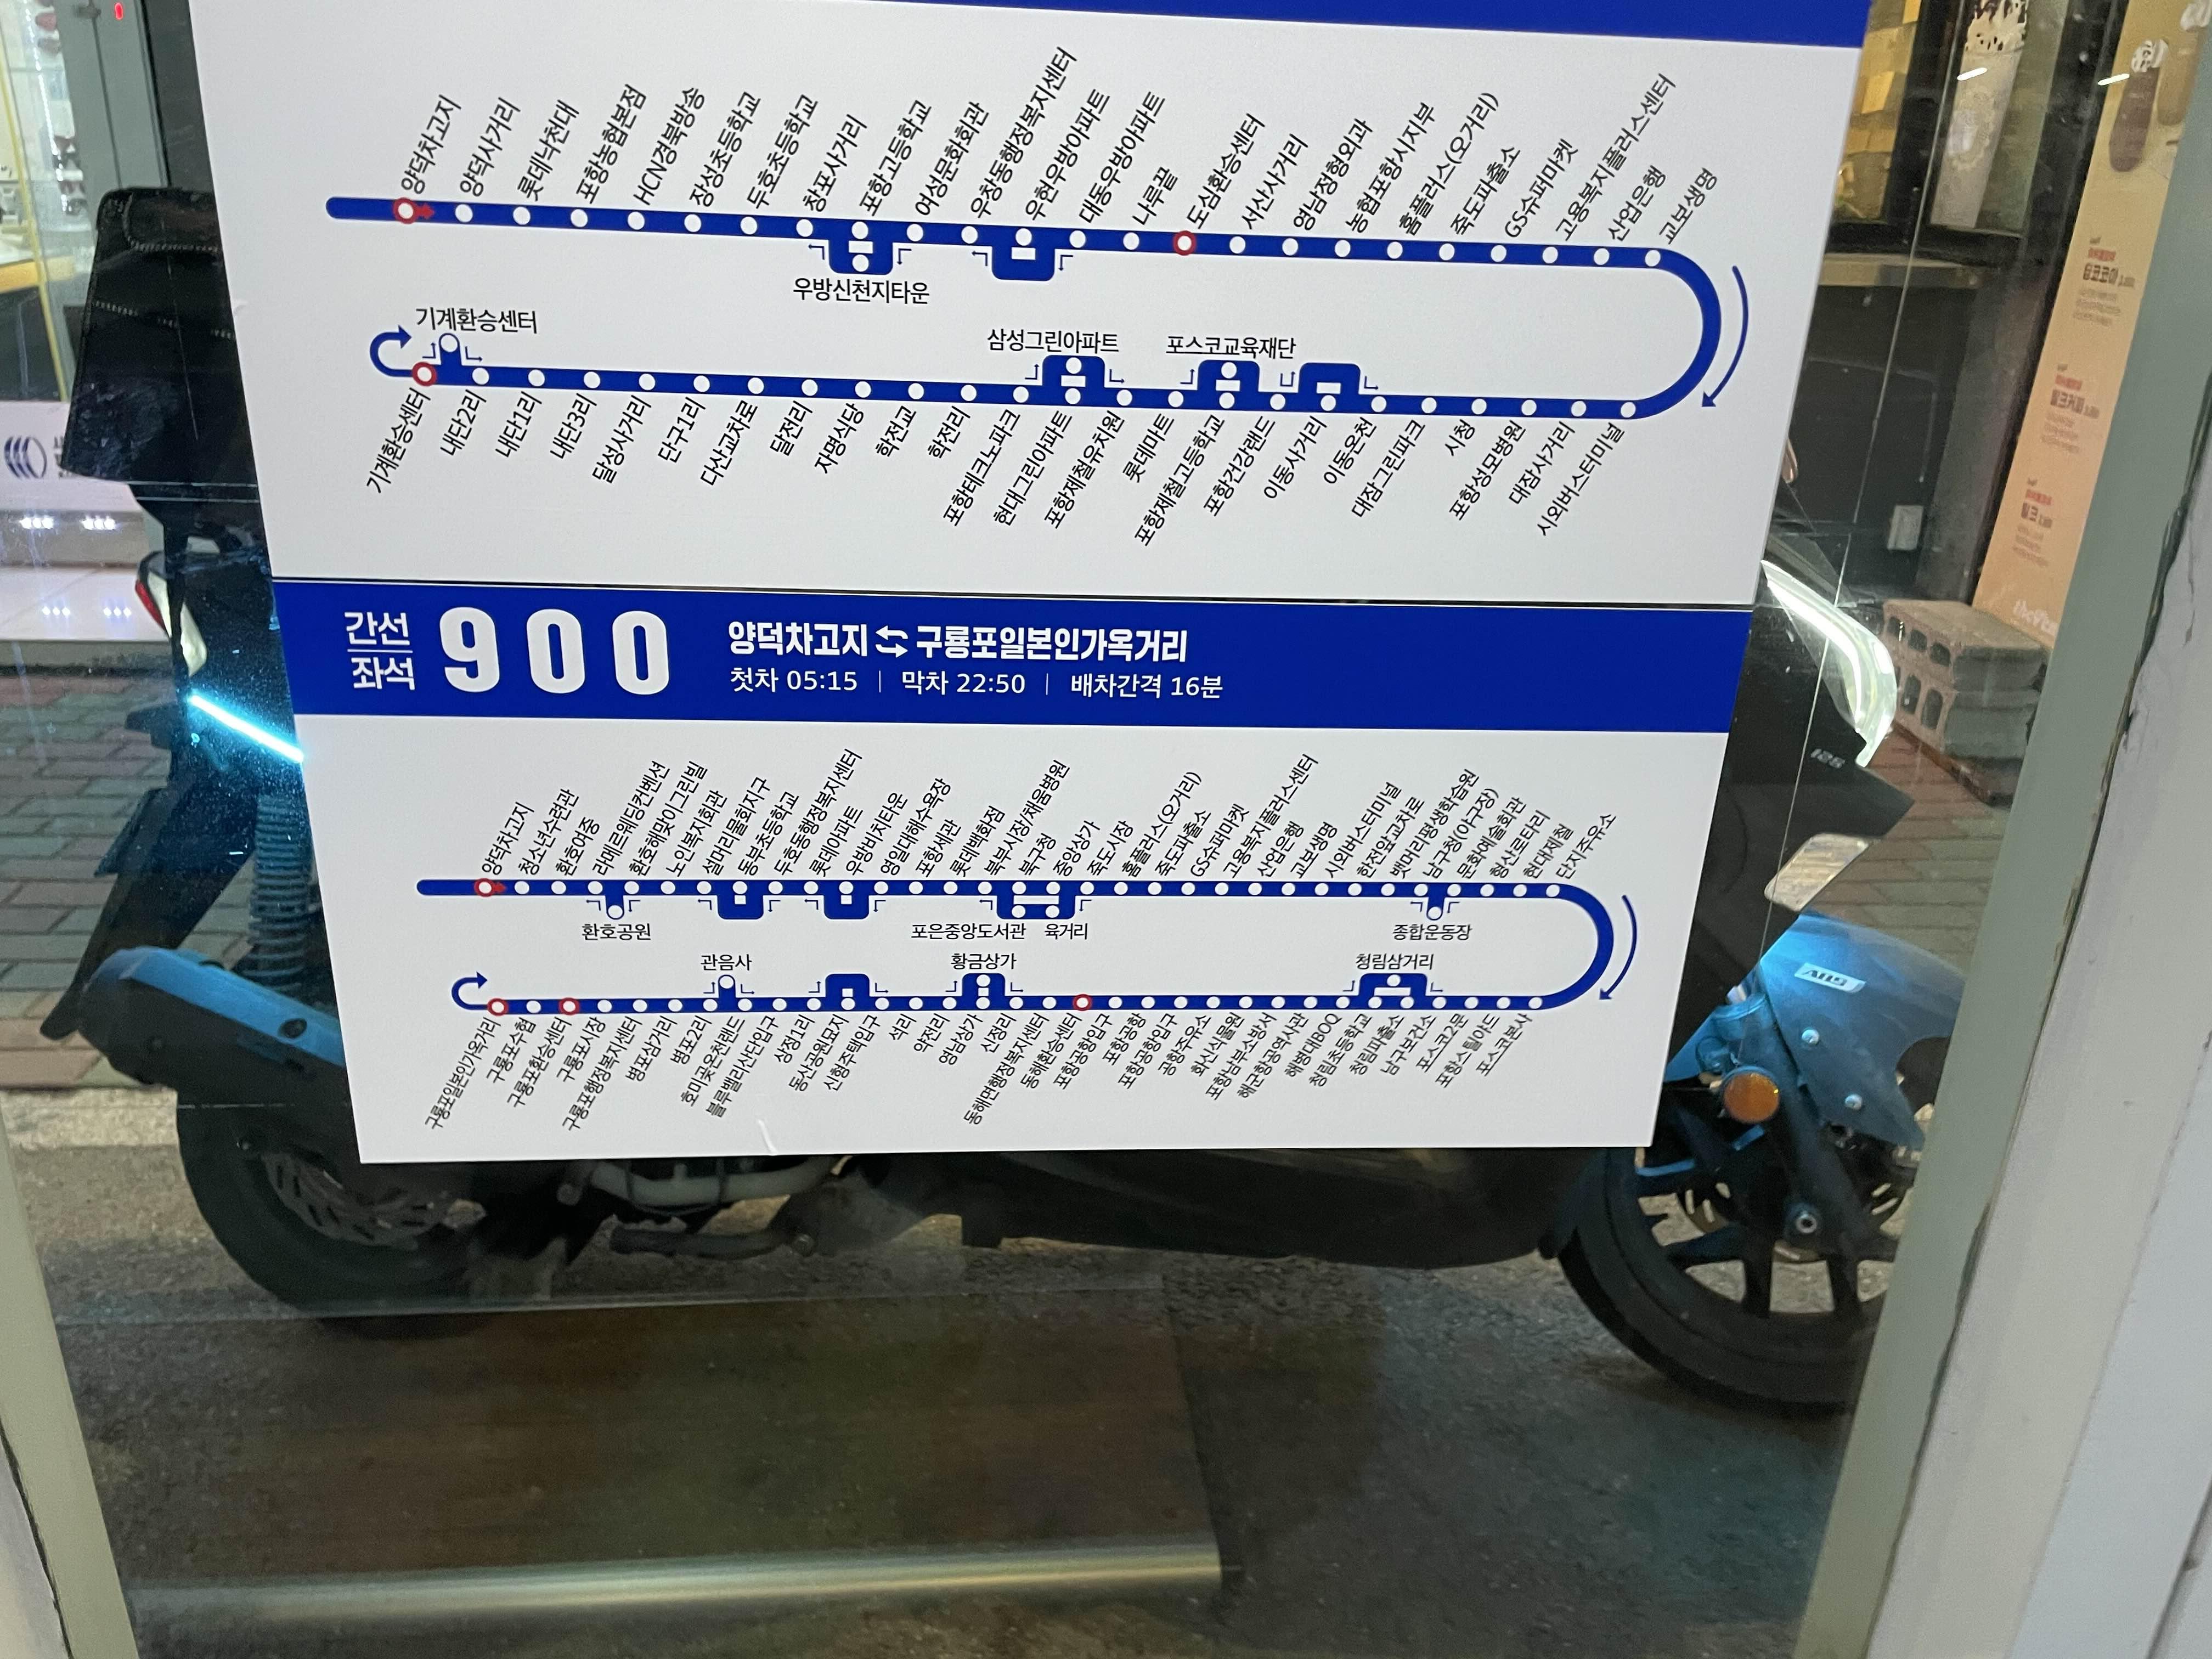 양덕차고지
양덕사거리
롯데낙천대
포항농협본점
HCN경북방송
장성초등학교
두호초등학교
창포사거리
포항고등학교
여성문화회관
우창동행정복지센터
우현우방아파트
대동우방아파트
나루끝
도심환승센터
서산사거리
영남정형외과
농협포항시지부
홈플러스(오거리)
죽도파출소
GS슈퍼마켓
고용복지플러스센터
산업은행
교보생명
우방신천지타운
기계환승센터
삼성그린아파트
포스코교육재단
기계환승센터
내단2리
내단1리
내단3리
달성사거리
단구1리
다산교차로
달전리
자명식당
학전교
학전리
포항테크노파크
현대그린아파트
포항제철유치원
롯데마트
포항제철고등학교
포항건강랜드
이동사거리
이동온천
대잠그린파크
시청
포항성모병원
대잠사거리
시외버스터미널
간선
좌석
900
양덕차고지 구룡포일본인가옥거리
첫차 05:15 | 막차 22:50 | 배차간격 16분
양덕차고지
청소년수련관
환호여중
라메르웨딩컨벤션
환호해맞이그린빌
노인복지회관
설머리물회지구
동부초등학교
두호동행정복지센터
롯데아파트
우방비치타운
영일대해수욕장
포항세관
롯데백화점
북부시장/채움병원
북구청
중앙상가
죽도시장
홈플러스(오거리)
죽도파출소
GS슈퍼마켓
고용복지플러스센터
산업은행
교보생명
시외버스터미널
한전앞교차로
뱃머리평생학습원
남구청(야구장)
문화예술회관
형산로터리
현대제철
단지주유소
환호공원
포은중앙도서관
육거리
종합운동장
관음사
황금상가
청림삼거리
구룡포일본인가옥거리
구룡포수협
구룡포환승센터
구룡포시장
구룡포행정복지센터
병포삼거리
병포2리
호미곶온천랜드
블루밸리산단입구
상정1리
동산공원묘지
신항주택입구
석리
약전리
영남상가
신정리
동해면행정복지센터
동해환승센터
포항공항입구
포항공항
포항공항입구
공항주유소
화신식물원
포항남부소방서
해군항공역사관
해병대BOQ
청림초등학교
청림파출소
남구보건소
포스코2문
포항스틸야드
포스코본사
125
ABS